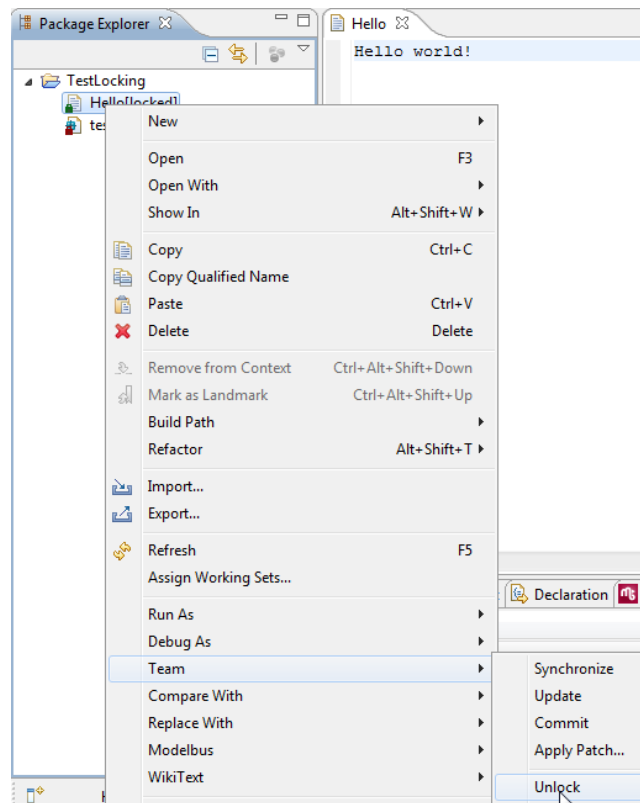 Package Explorer
Hello
Hello world!
TestLocking
Hello[locked]
New
Open F3
Open With
Show In Alt+Shift+W
Copy Ctrl+C
Copy Qualified Name
Paste Ctrl+V
Delete Delete
Remove from Context Ctrl+Alt+Shift+Down
Mark as Landmark Ctrl+Alt+Shift+Up
Build Path
Refactor Alt+Shift+T
Import...
Export...
Refresh F5
Assign Working Sets...
Declaration
Run As
Debug As
Team
Synchronize
Compare With
Update
Replace With
Commit
Modelbus
Apply Patch...
WikiText
Unlock